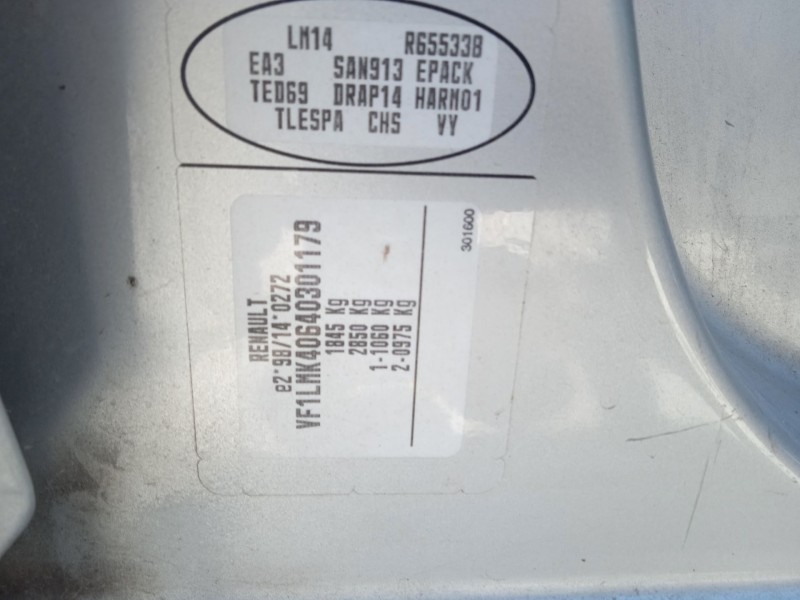 LM14 R655338
EA3 SAN913 EPACK
TED69 DRAP14 HARM01
TLESPA CHS VY
RENAULT
e2*98/14*0272
VF1LMK40640301179
1845 Kg
2850 Kg
1-1060 Kg
2-0975 Kg
301600